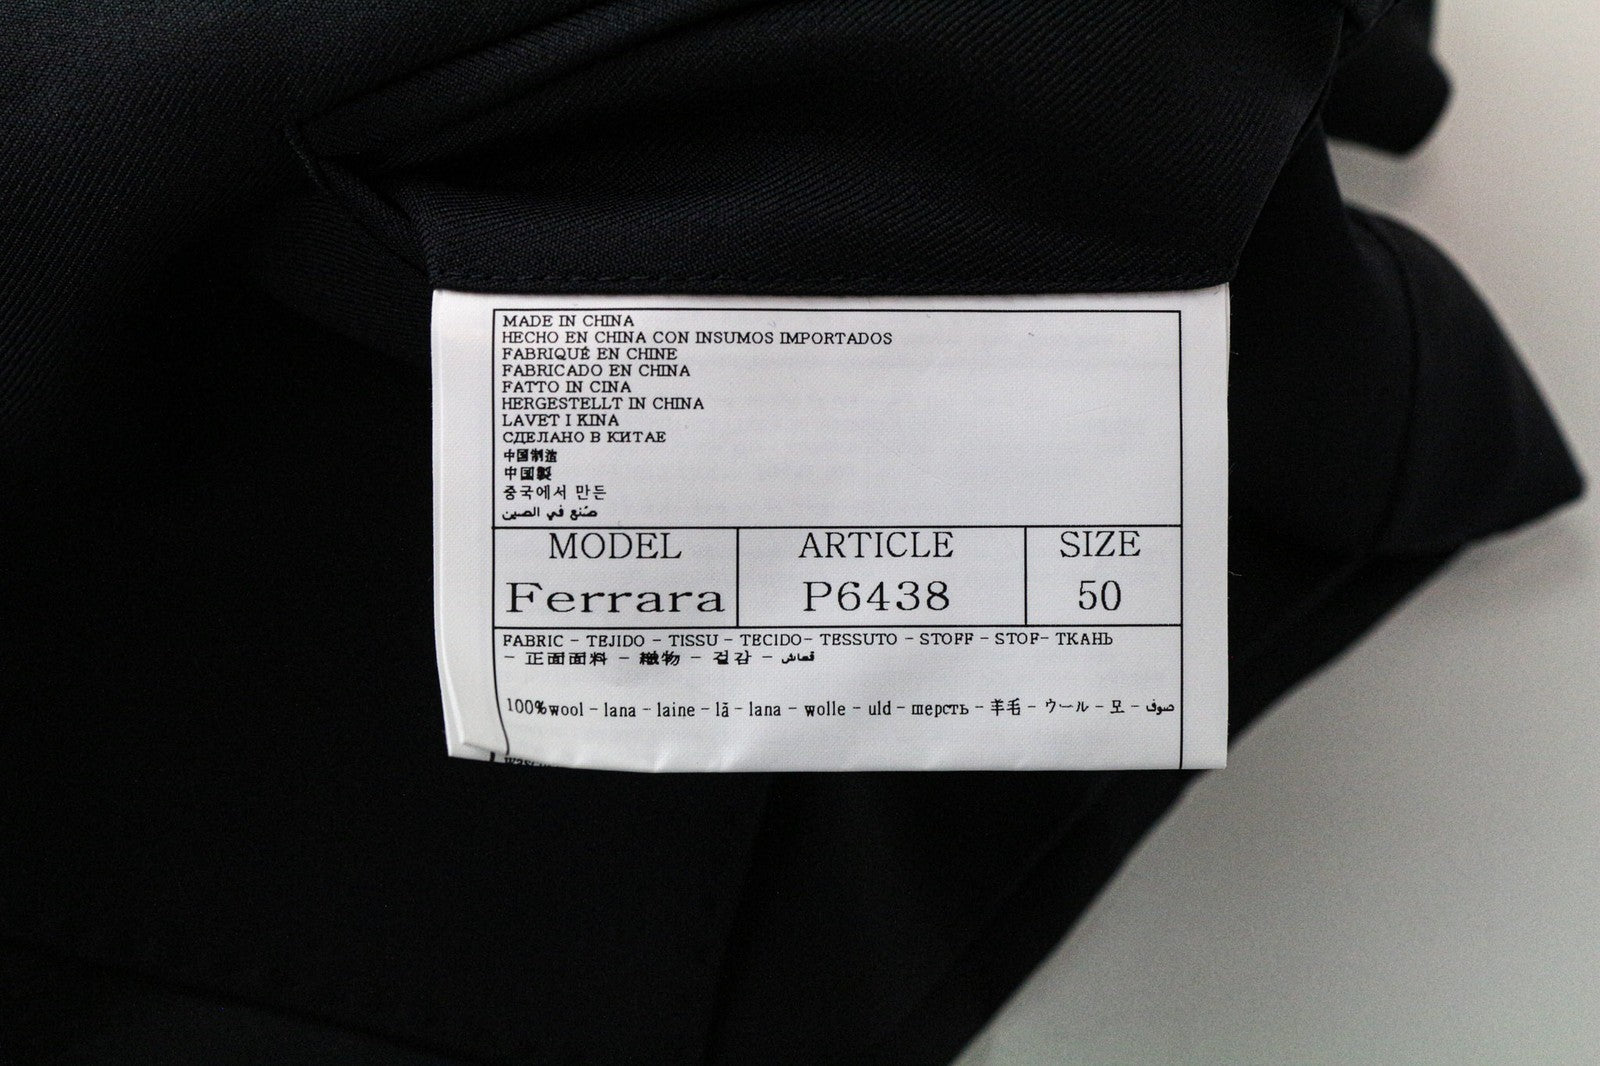 MADE IN CHINA
HECHO EN CHINA CON INSUMOS IMPORTADOS
FABRIQUÉ EN CHINE
FABRICADO EN CHINA
FATTO IN CINA
HERGESTELLT IN CHINA
LAVET I KINA
СДЕЛАНО В КИТАЕ
中国制造
中国製
중국에서 만든
صنع في الصين
MODEL ARTICLE SIZE
Ferrara P6438 50
FABRIC - TEJIDO - TISSU - TECIDO- TESSUTO - STOFF - STOF- ТКАНЬ
- 正面面料 - 織物 - 겉감 - قماش
100%wool - lana - laine - lã - lana - wolle - uld - шерсть - 羊毛 - ウール - 모 - صوف